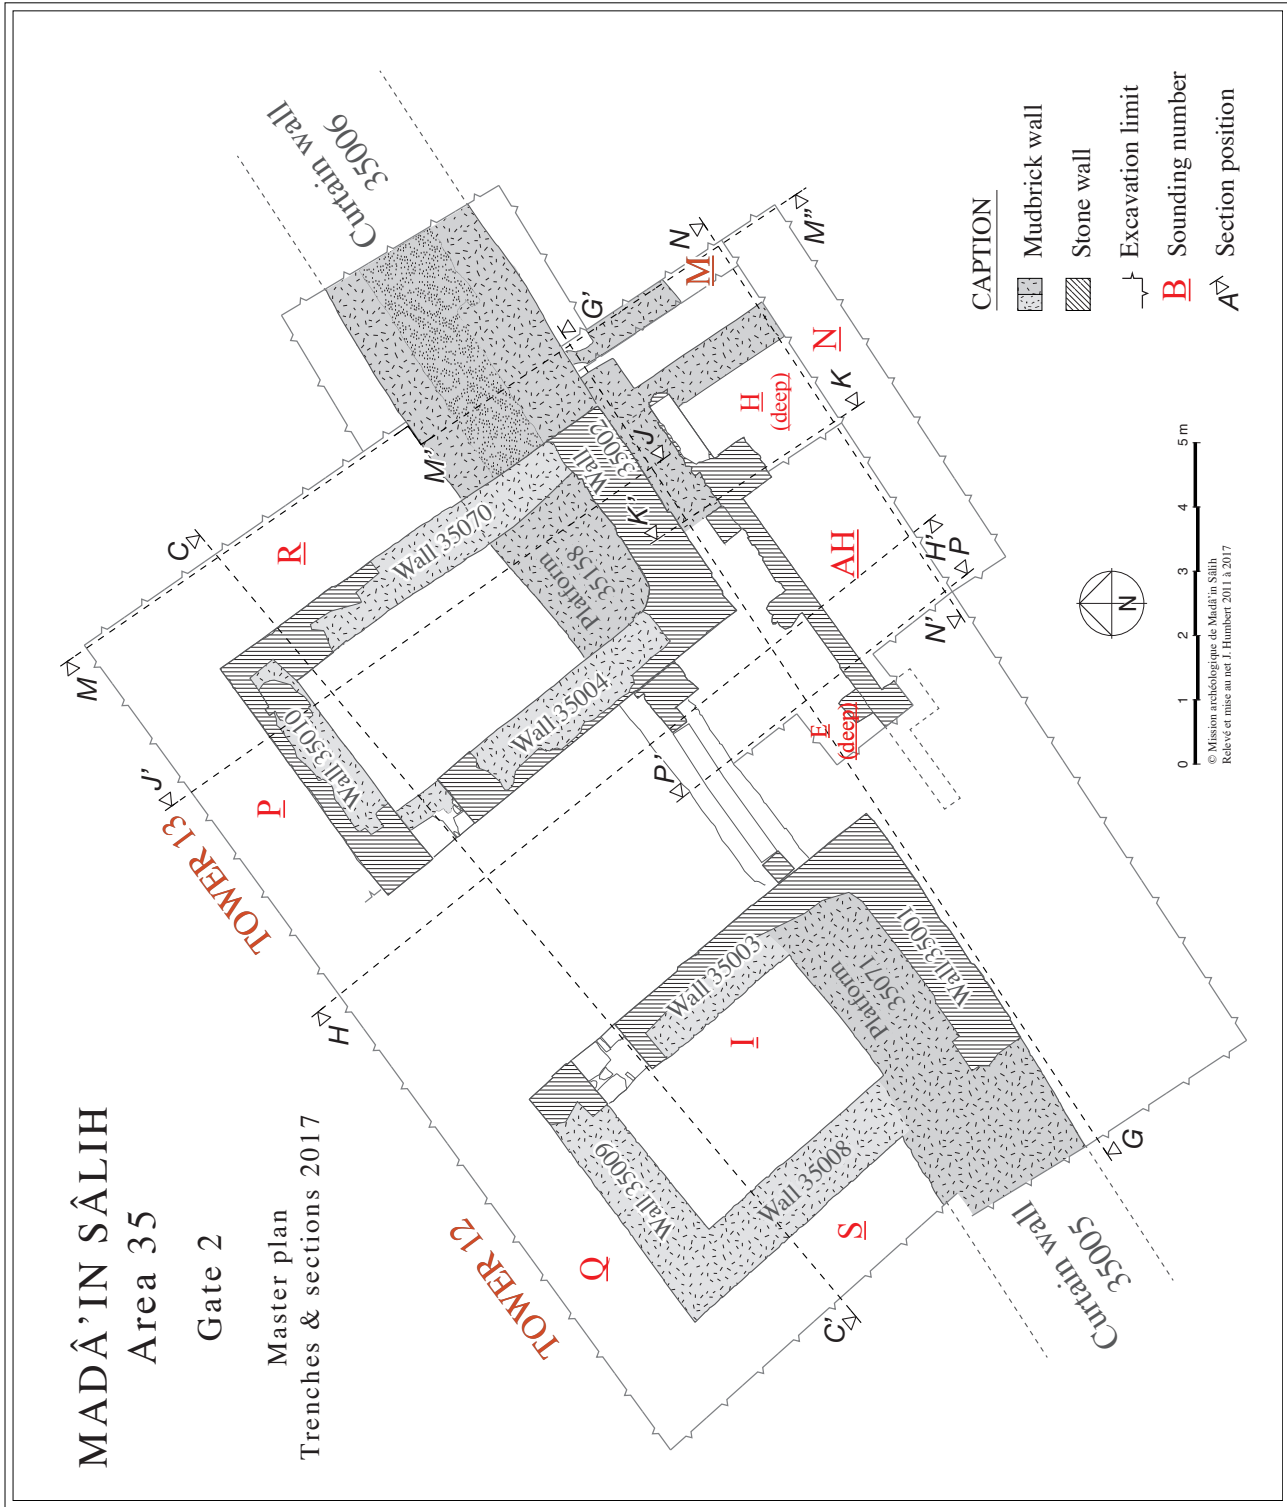 MADÂ'IN SÂLIH
Area 35
Gate 2
Master plan
Trenches & sections 2017
TOWER 13
TOWER 12
Curtain wall
35006
Curtain wall
35005
Wall 35010
Wall 35070
Wall 35004
Platform
35158
Wall
35002
Wall 35003
Platform
35071
Wall 35001
Wall 35009
Wall 35008
P
R
Q
S
I
E
(deep)
AH
H
(deep)
N
M
M
M'
M''
C
C'
J'
J
H
H'
K'
K
G'
G
N
N'
P
P'
CAPTION
Mudbrick wall
Stone wall
Excavation limit
B Sounding number
A Section position
N
0 1 2 3 4 5 m
© Mission archéologique de Madâ'in Sâlih
Relevé et mise au net J. Humbert 2011 à 2017